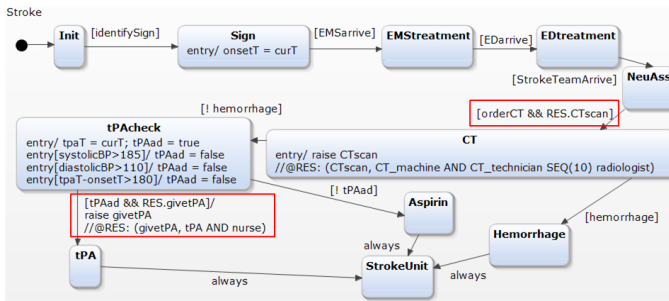 Stroke
Init
[identifySign]
Sign
entry/ onsetT = curT
[EMSarrive]
EMStreatment
[EDarrive]
EDtreatment
[StrokeTeamArrive]
NeuAss
[orderCT && RES.CTscan]
[! hemorrhage]
tPAcheck
entry/ tpaT = curT; tPAad = true
entry[systolicBP>185]/ tPAad = false
entry[diastolicBP>110]/ tPAad = false
entry[tpaT-onsetT>180]/ tPAad = false
CT
entry/ raise CTscan
//@RES: (CTscan, CT_machine AND CT_technician SEQ(10) radiologist)
[tPAad && RES.givetPA]/
raise givetPA
//@RES: (givetPA, tPA AND nurse)
[! tPAad]
Aspirin
[hemorrhage]
Hemorrhage
always
always
tPA
always
StrokeUnit